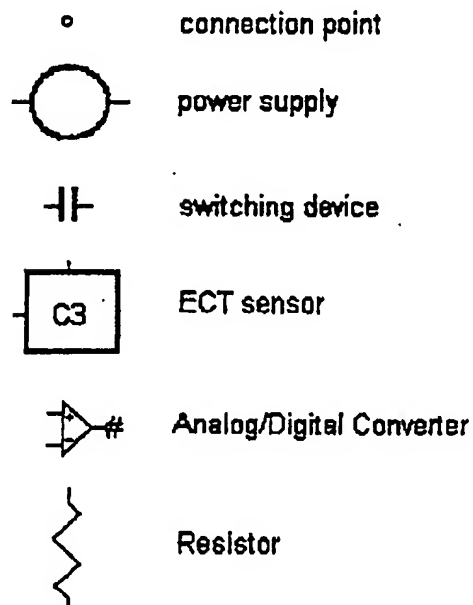 connection point
power supply
switching device
C3 ECT sensor
+
- # Analog/Digital Converter
Resistor